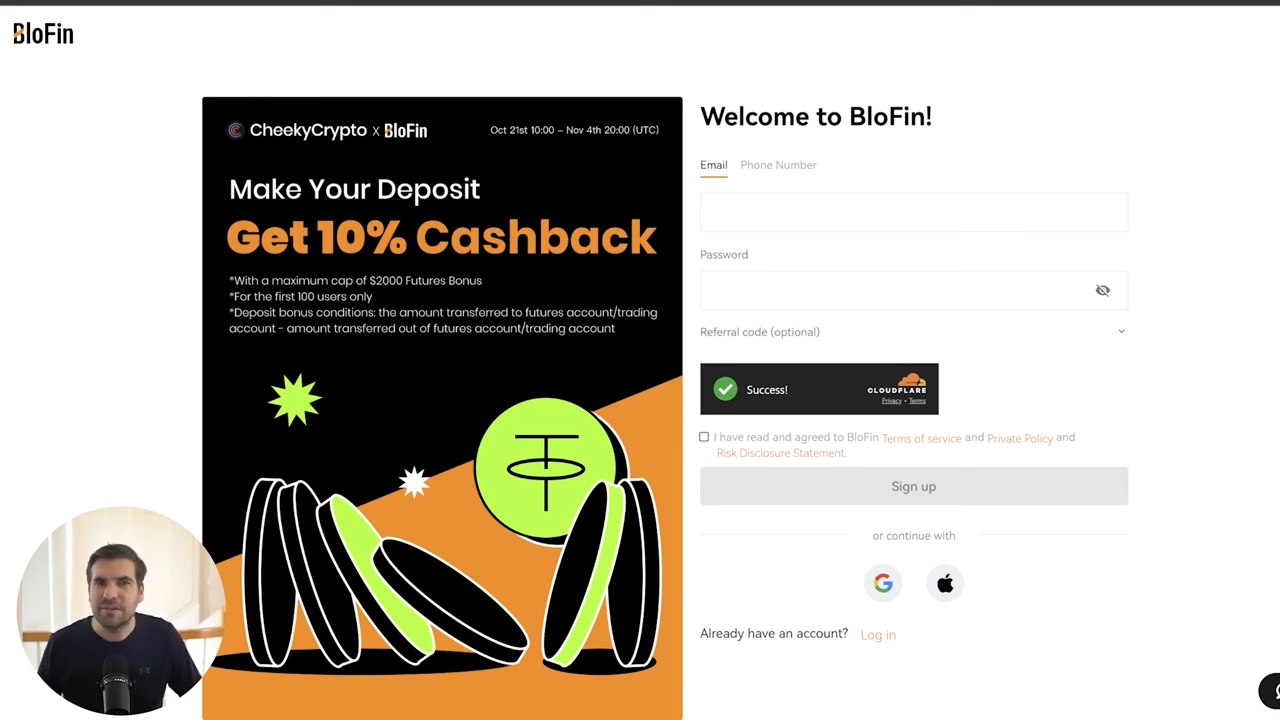 BloFin
CheekyCrypto x BloFin
Oct 21st 10:00 – Nov 4th 20:00 (UTC)
Make Your Deposit
Get 10% Cashback
*With a maximum cap of $2000 Futures Bonus
*For the first 100 users only
*Deposit bonus conditions: the amount transferred to futures account/trading
account - amount transferred out of futures account/trading account
Welcome to BloFin!
Email Phone Number
Password
Referral code (optional)
Success!
CLOUDFLARE
Privacy • Terms
I have read and agreed to BloFin Terms of service and Private Policy and
Risk Disclosure Statement.
Sign up
or continue with
Already have an account? Log in